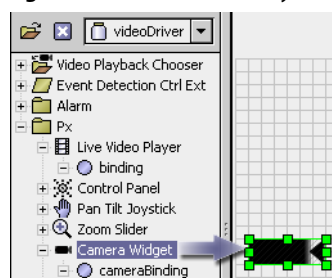 videoDriver
Video Playback Chooser
Event Detection Ctrl Ext
Alarm
Px
Live Video Player
binding
Control Panel
Pan Tilt Joystick
Zoom Slider
Camera Widget
cameraBinding